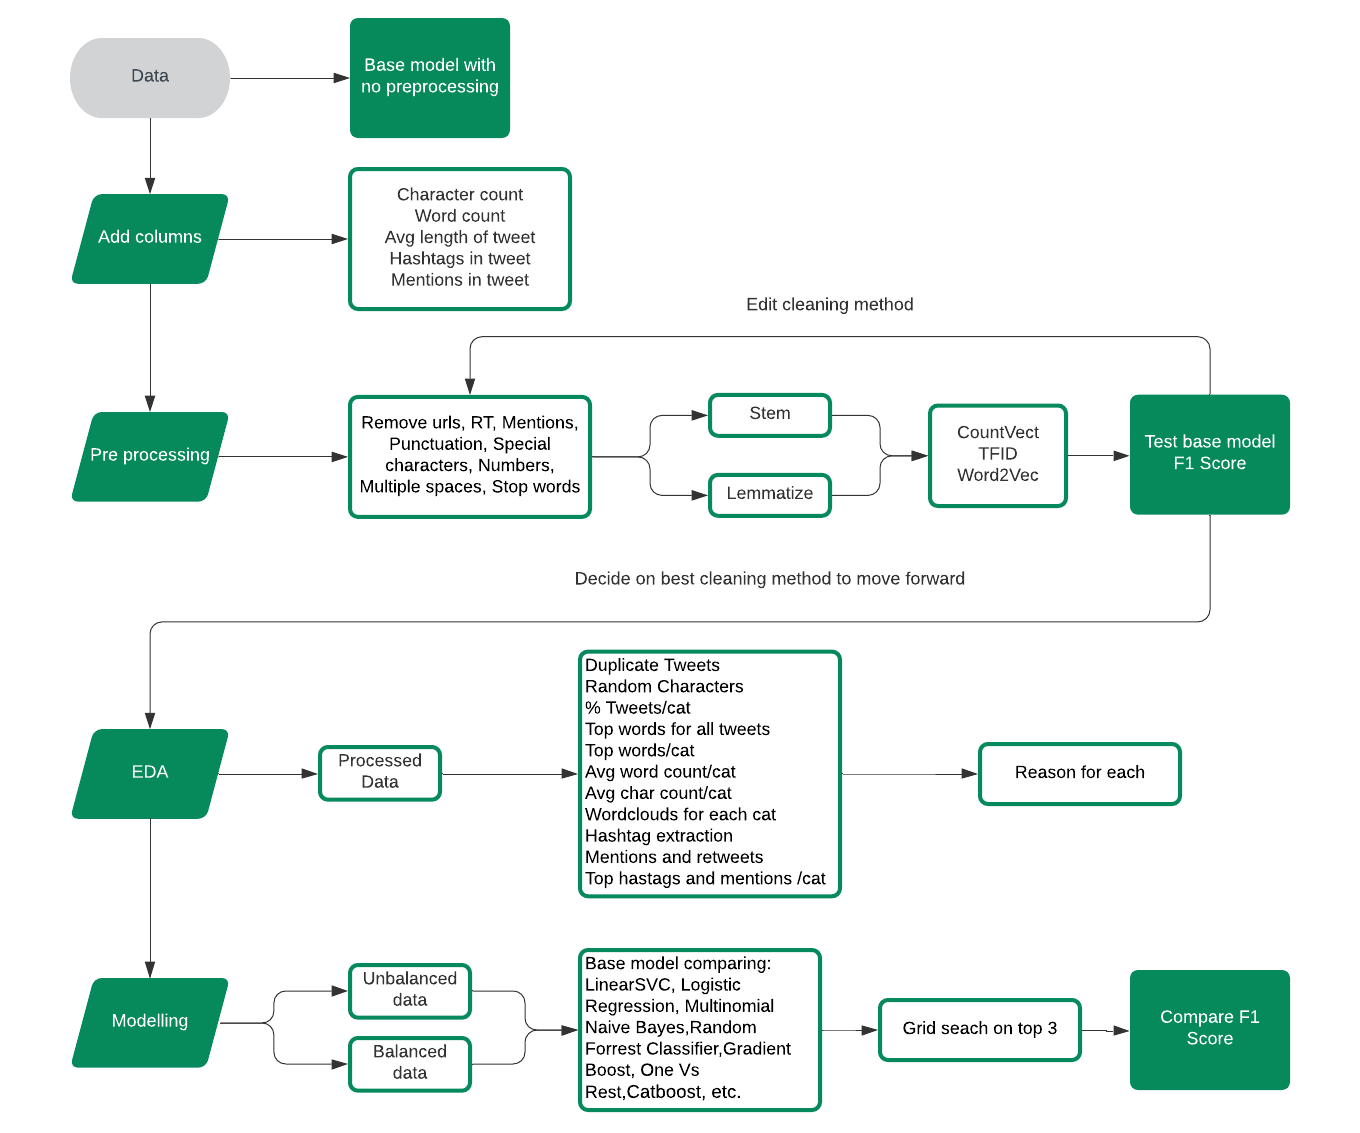 Data
Base model with
no preprocessing
Add columns
Character count
Word count
Avg length of tweet
Hashtags in tweet
Mentions in tweet
Edit cleaning method
Pre processing
Remove urls, RT, Mentions,
Punctuation, Special
characters, Numbers,
Multiple spaces, Stop words
Stem
Lemmatize
CountVect
TFID
Word2Vec
Test base model
F1 Score
Decide on best cleaning method to move forward
EDA
Processed
Data
Duplicate Tweets
Random Characters
% Tweets/cat
Top words for all tweets
Top words/cat
Avg word count/cat
Avg char count/cat
Wordclouds for each cat
Hashtag extraction
Mentions and retweets
Top hastags and mentions /cat
Reason for each
Modelling
Unbalanced
data
Balanced
data
Base model comparing:
LinearSVC, Logistic
Regression, Multinomial
Naive Bayes,Random
Forrest Classifier,Gradient
Boost, One Vs
Rest,Catboost, etc.
Grid seach on top 3
Compare F1
Score